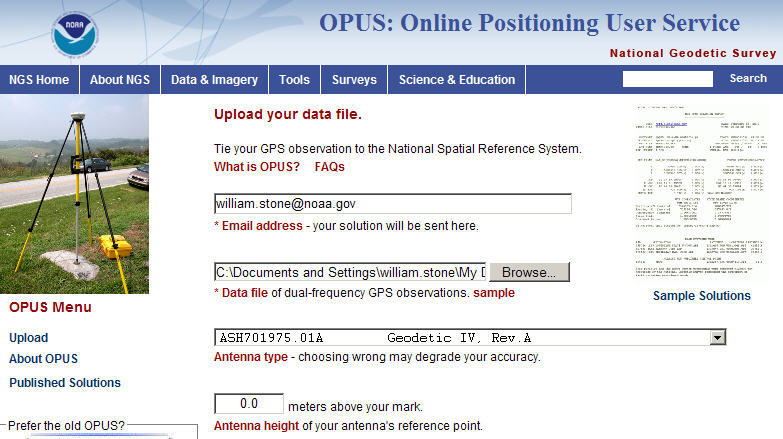 NOAA
OPUS: Online Positioning User Service
National Geodetic Survey
NGS Home About NGS Data & Imagery Tools Surveys Science & Education Search
Upload your data file.
Tie your GPS observation to the National Spatial Reference System.
What is OPUS? FAQs
william.stone@noaa.gov
* Email address - your solution will be sent here.
C:\Documents and Settings\william.stone\My D Browse...
* Data file of dual-frequency GPS observations. sample
ASH701975.01A Geodetic IV, Rev.A
Antenna type - choosing wrong may degrade your accuracy.
0.0 meters above your mark.
Antenna height of your antenna's reference point.
Sample Solutions
OPUS Menu
Upload
About OPUS
Published Solutions
Prefer the old OPUS?